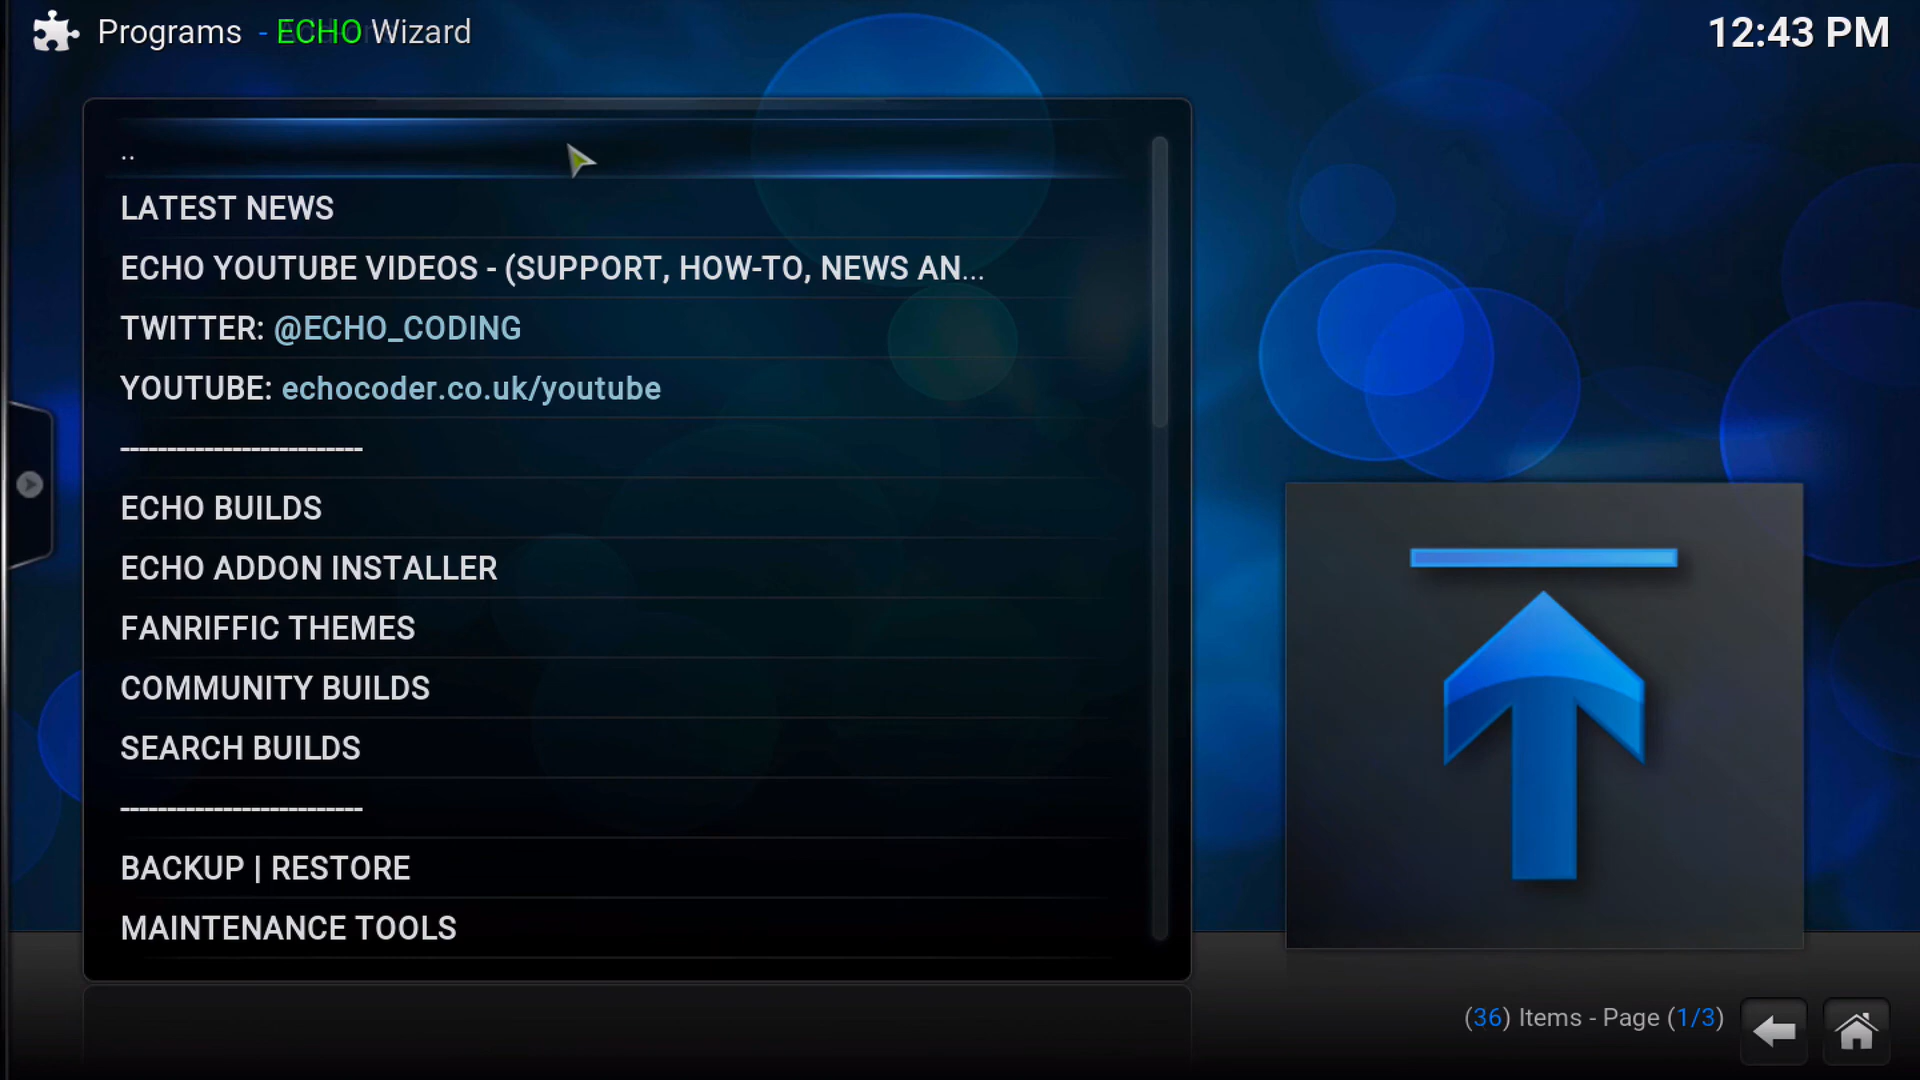 Programs - ECHO Wizard
12:43 PM
..
LATEST NEWS
ECHO YOUTUBE VIDEOS - (SUPPORT, HOW-TO, NEWS AN...
TWITTER: @ECHO_CODING
YOUTUBE: echocoder.co.uk/youtube
--------------------------
ECHO BUILDS
ECHO ADDON INSTALLER
FANRIFFIC THEMES
COMMUNITY BUILDS
SEARCH BUILDS
--------------------------
BACKUP | RESTORE
MAINTENANCE TOOLS
(36) Items - Page (1/3)